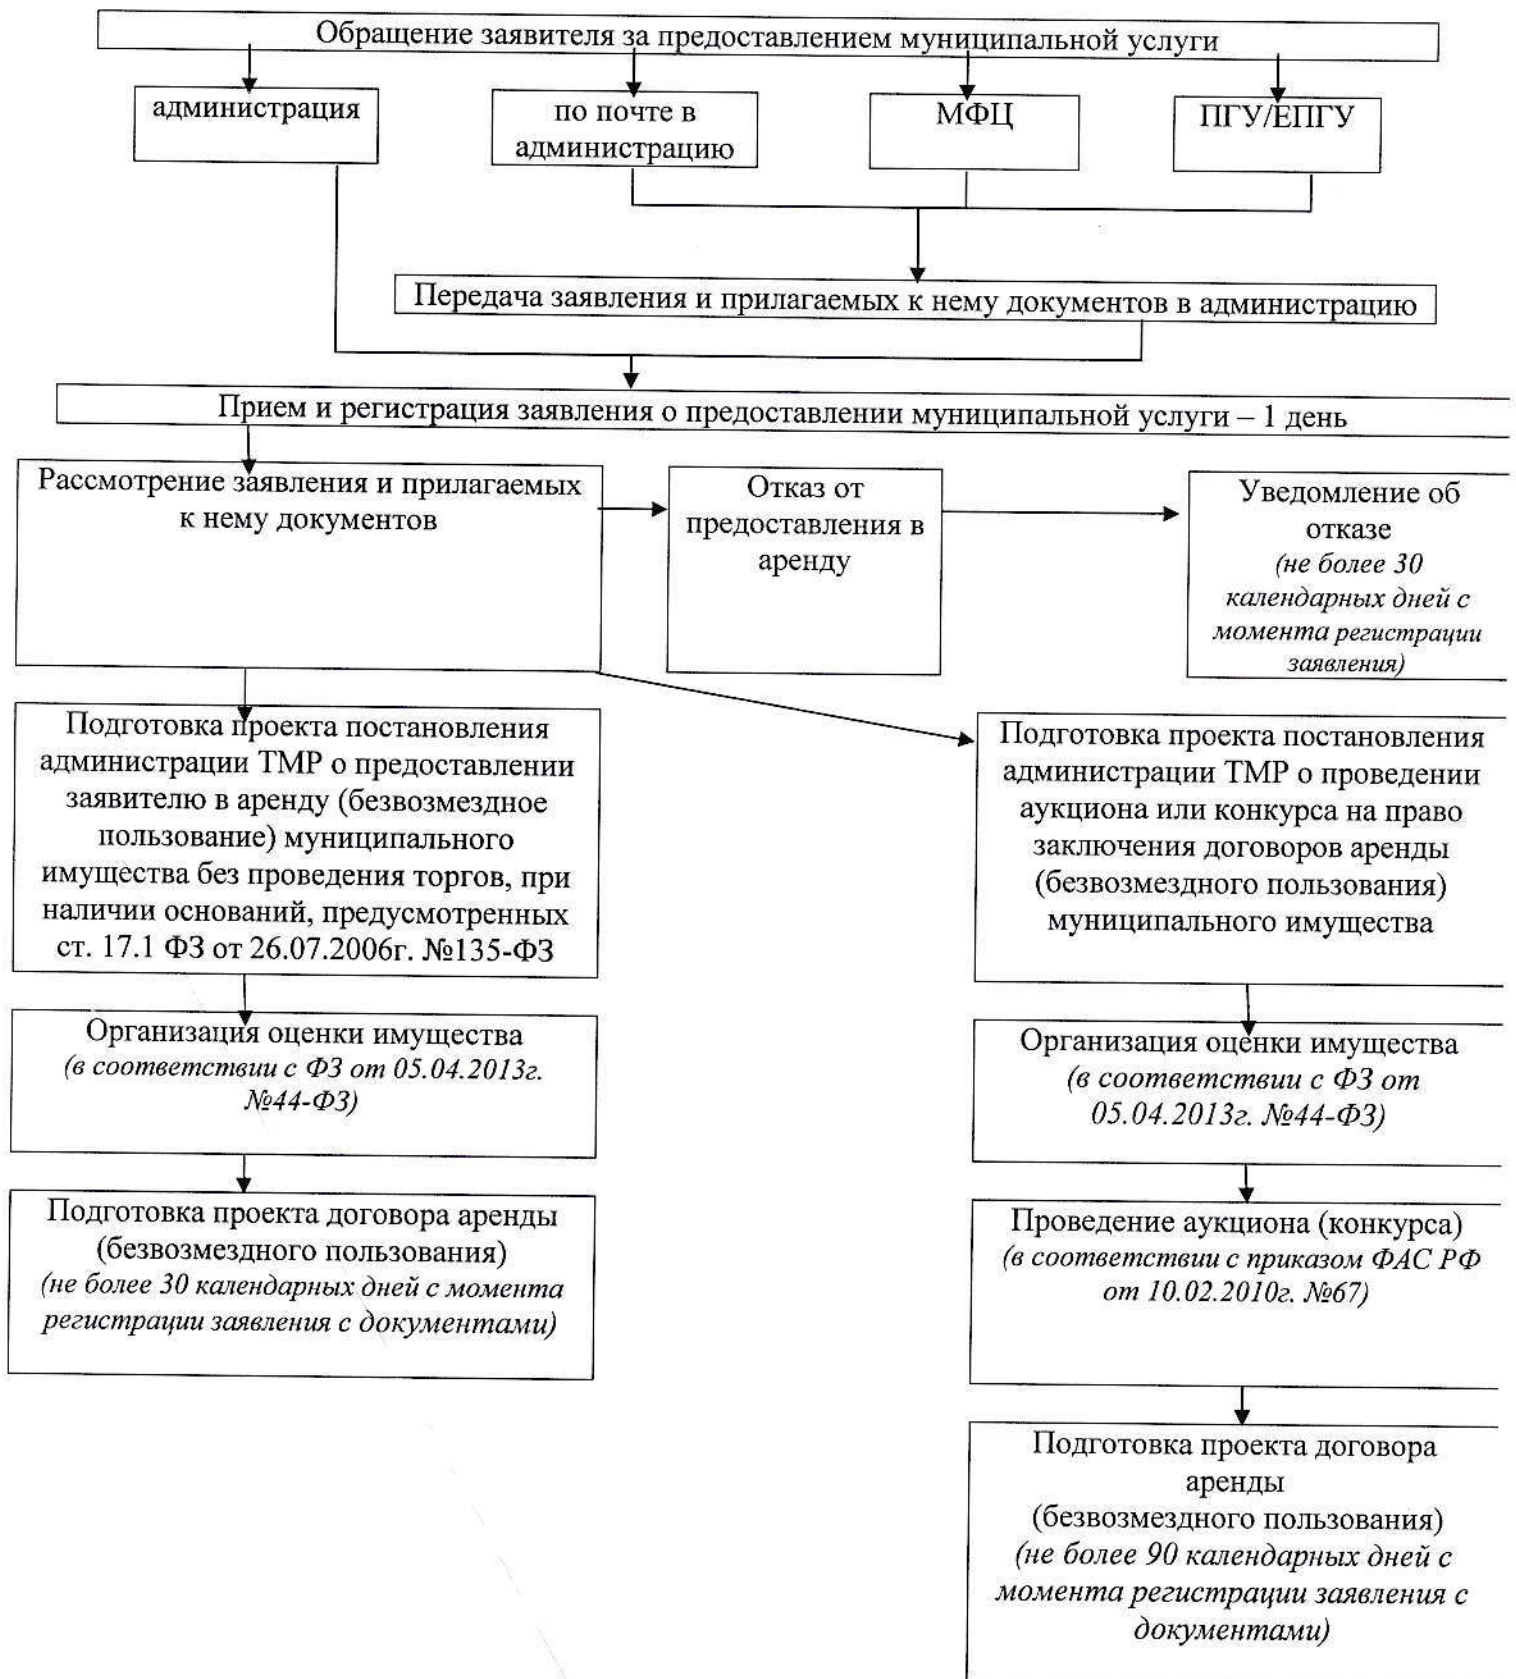 Обращение заявителя за предоставлением муниципальной услуги
администрация
по почте в
администрацию
МФЦ
ПГУ/ЕПГУ
Передача заявления и прилагаемых к нему документов в администрацию
Прием и регистрация заявления о предоставлении муниципальной услуги – 1 день
Рассмотрение заявления и прилагаемых
к нему документов
Отказ от
предоставления в
аренду
Уведомление об
отказе
(не более 30
календарных дней с
момента регистрации
заявления)
Подготовка проекта постановления
администрации ТМР о предоставлении
заявителю в аренду (безвозмездное
пользование) муниципального
имущества без проведения торгов, при
наличии оснований, предусмотренных
ст. 17.1 ФЗ от 26.07.2006г. №135-ФЗ
Подготовка проекта постановления
администрации ТМР о проведении
аукциона или конкурса на право
заключения договоров аренды
(безвозмездного пользования)
муниципального имущества
Организация оценки имущества
(в соответствии с ФЗ от 05.04.2013г.
№44-ФЗ)
Организация оценки имущества
(в соответствии с ФЗ от
05.04.2013г. №44-ФЗ)
Подготовка проекта договора аренды
(безвозмездного пользования)
(не более 30 календарных дней с момента
регистрации заявления с документами)
Проведение аукциона (конкурса)
(в соответствии с приказом ФАС РФ
от 10.02.2010г. №67)
Подготовка проекта договора
аренды
(безвозмездного пользования)
(не более 90 календарных дней с
момента регистрации заявления с
документами)